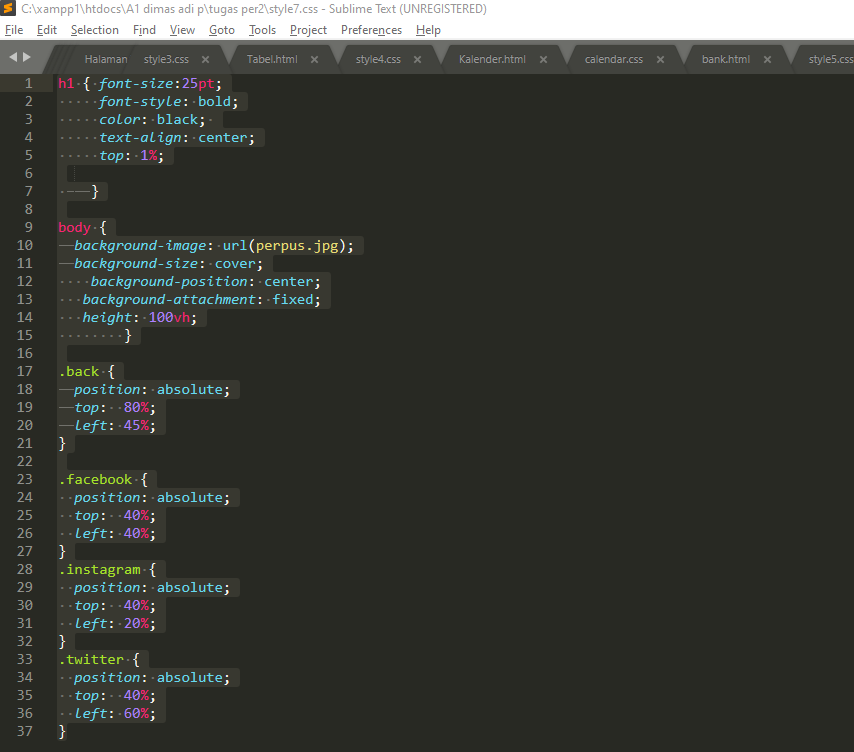 C:\xampp1\htdocs\A1 dimas adi p\tugas per2\style7.css - Sublime Text (UNREGISTERED)
File Edit Selection Find View Goto Tools Project Preferences Help
Halaman style3.css × Tabel.html × style4.css × Kalender.html × calendar.css × bank.html × style5.css
1 h1 { font-size:25pt;
2 font-style: bold;
3 color: black;
4 text-align: center;
5 top: 1%;
6
7 }
8
9 body {
10 background-image: url(perpus.jpg);
11 background-size: cover;
12 background-position: center;
13 background-attachment: fixed;
14 height: 100vh;
15 }
16
17 .back {
18 position: absolute;
19 top: 80%;
20 left: 45%;
21 }
22
23 .facebook {
24 position: absolute;
25 top: 40%;
26 left: 40%;
27 }
28 .instagram {
29 position: absolute;
30 top: 40%;
31 left: 20%;
32 }
33 .twitter {
34 position: absolute;
35 top: 40%;
36 left: 60%;
37 }